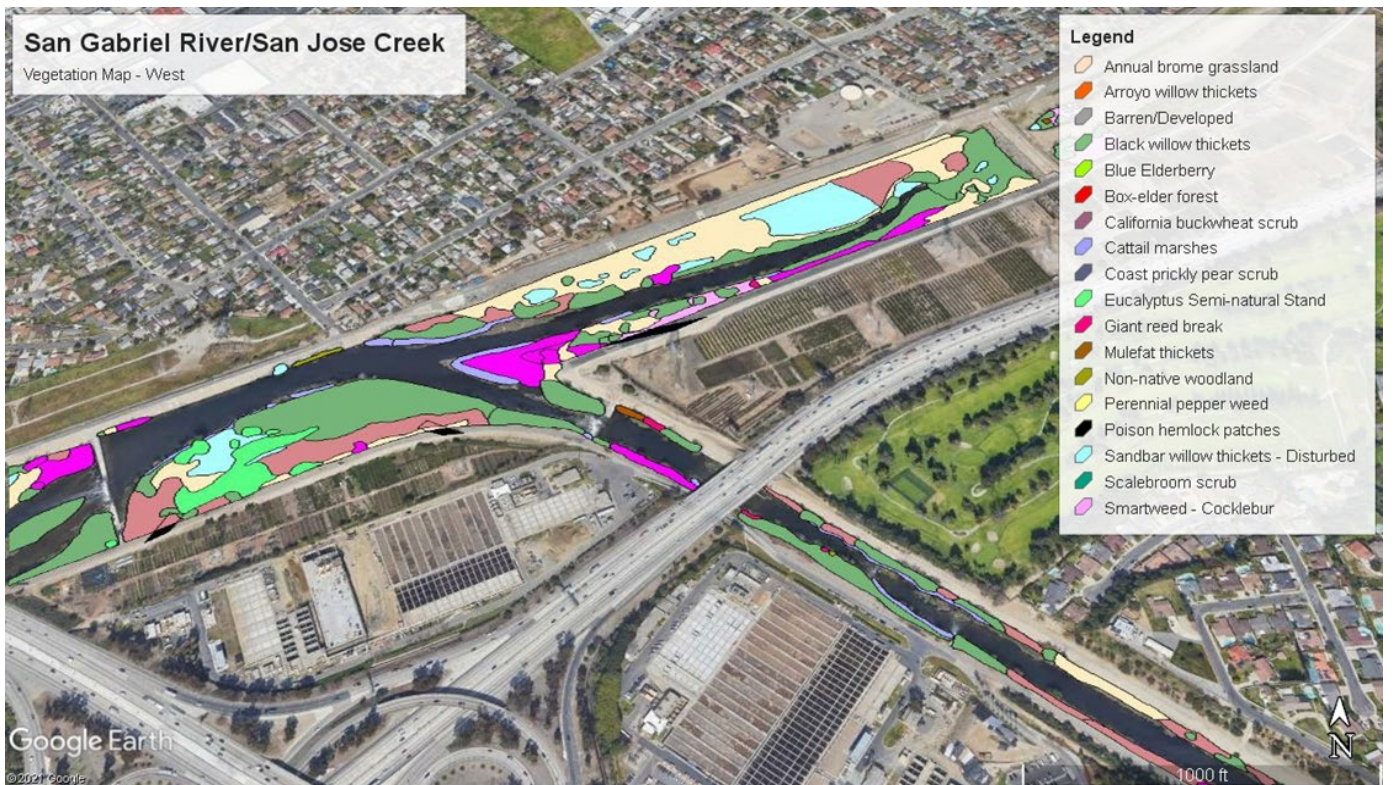 San Gabriel River/San Jose Creek
Vegetation Map - West
Legend
Annual brome grassland
Arroyo willow thickets
Barren/Developed
Black willow thickets
Blue Elderberry
Box-elder forest
California buckwheat scrub
Cattail marshes
Coast prickly pear scrub
Eucalyptus Semi-natural Stand
Giant reed break
Mulefat thickets
Non-native woodland
Perennial pepper weed
Poison hemlock patches
Sandbar willow thickets - Disturbed
Scalebroom scrub
Smartweed - Cocklebur
N
Google Earth
©2021 Google
1000 ft